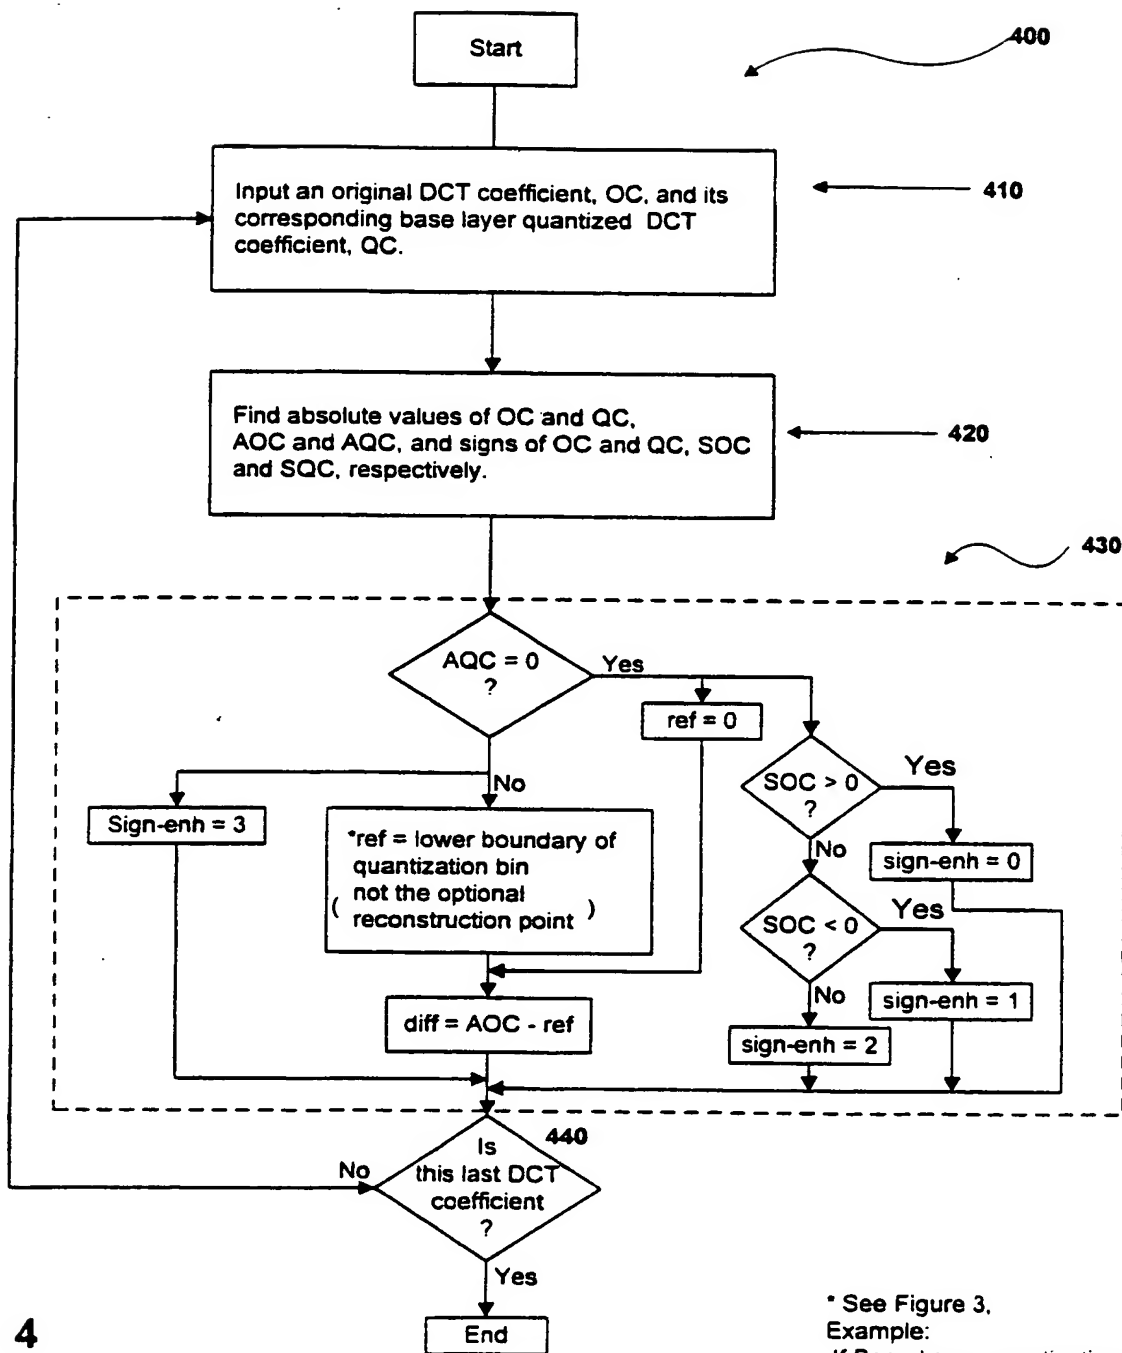 Start
400
Input an original DCT coefficient, OC, and its
corresponding base layer quantized DCT
coefficient, QC.
410
Find absolute values of OC and QC,
AOC and AQC, and signs of OC and QC, SOC
and SQC, respectively.
420
430
AQC = 0
?
Yes
ref = 0
No
SOC > 0
?
Yes
Sign-enh = 3
*ref = lower boundary of
quantization bin
( not the optional
reconstruction point )
No
sign-enh = 0
SOC < 0
?
Yes
diff = AOC - ref
No
sign-enh = 1
sign-enh = 2
440
Is
this last DCT
coefficient
?
No
Yes
End
4
* See Figure 3,
Example: